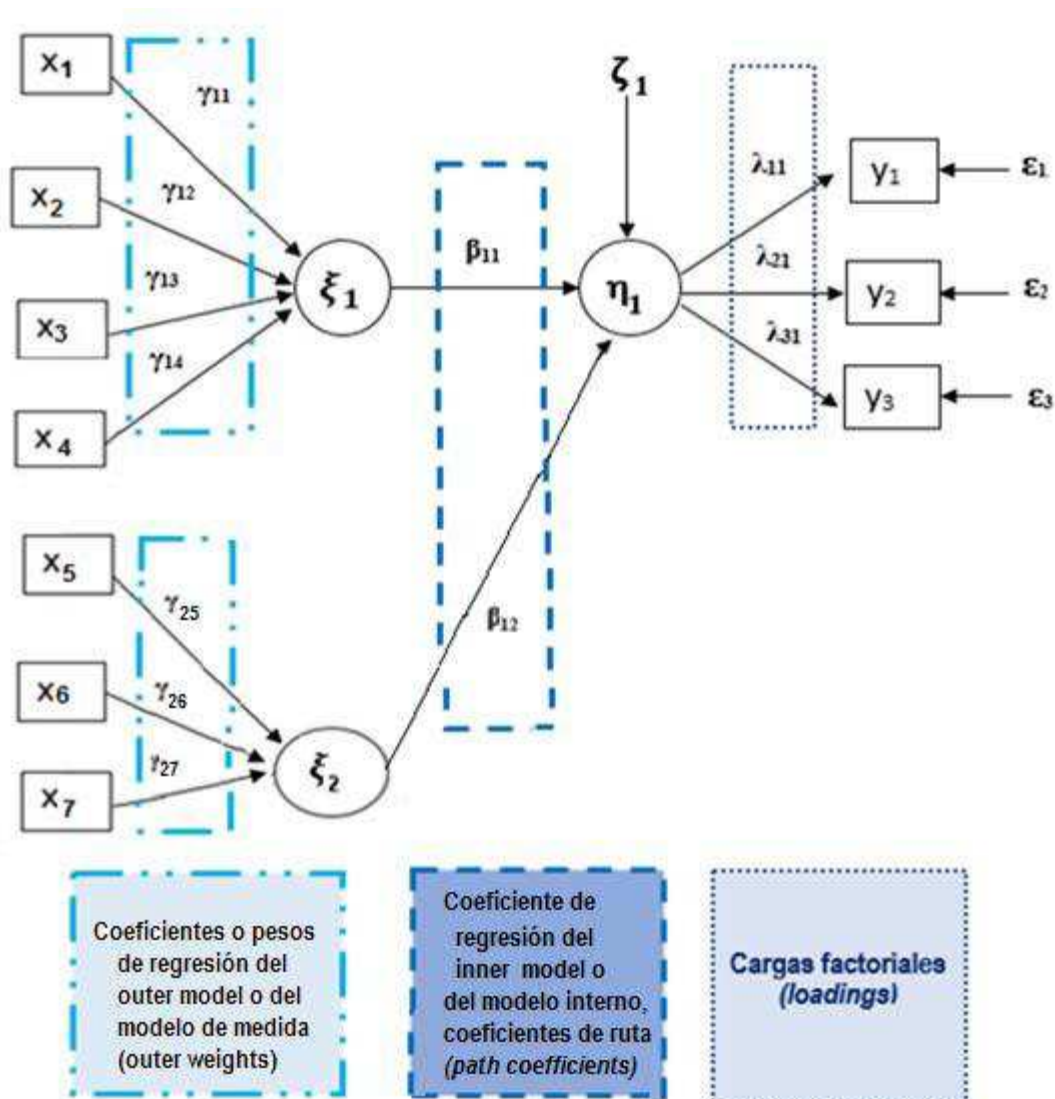 x₁
γ₁₁
x₂
γ₁₂
x₃
γ₁₃
x₄
γ₁₄
ξ₁
β₁₁
ζ₁
η₁
λ₁₁
y₁
ε₁
λ₂₁
y₂
ε₂
λ₃₁
y₃
ε₃
x₅
γ₂₅
x6
γ₂₆
x₇
γ₂₇
ξ₂
β₁₂
Coeficientes o pesos
de regresión del
outer model o del
modelo de medida
(outer weights)
Coeficiente de
regresión del
inner model o
del modelo interno,
coeficientes de ruta
(path coefficients)
Cargas factoriales
(loadings)